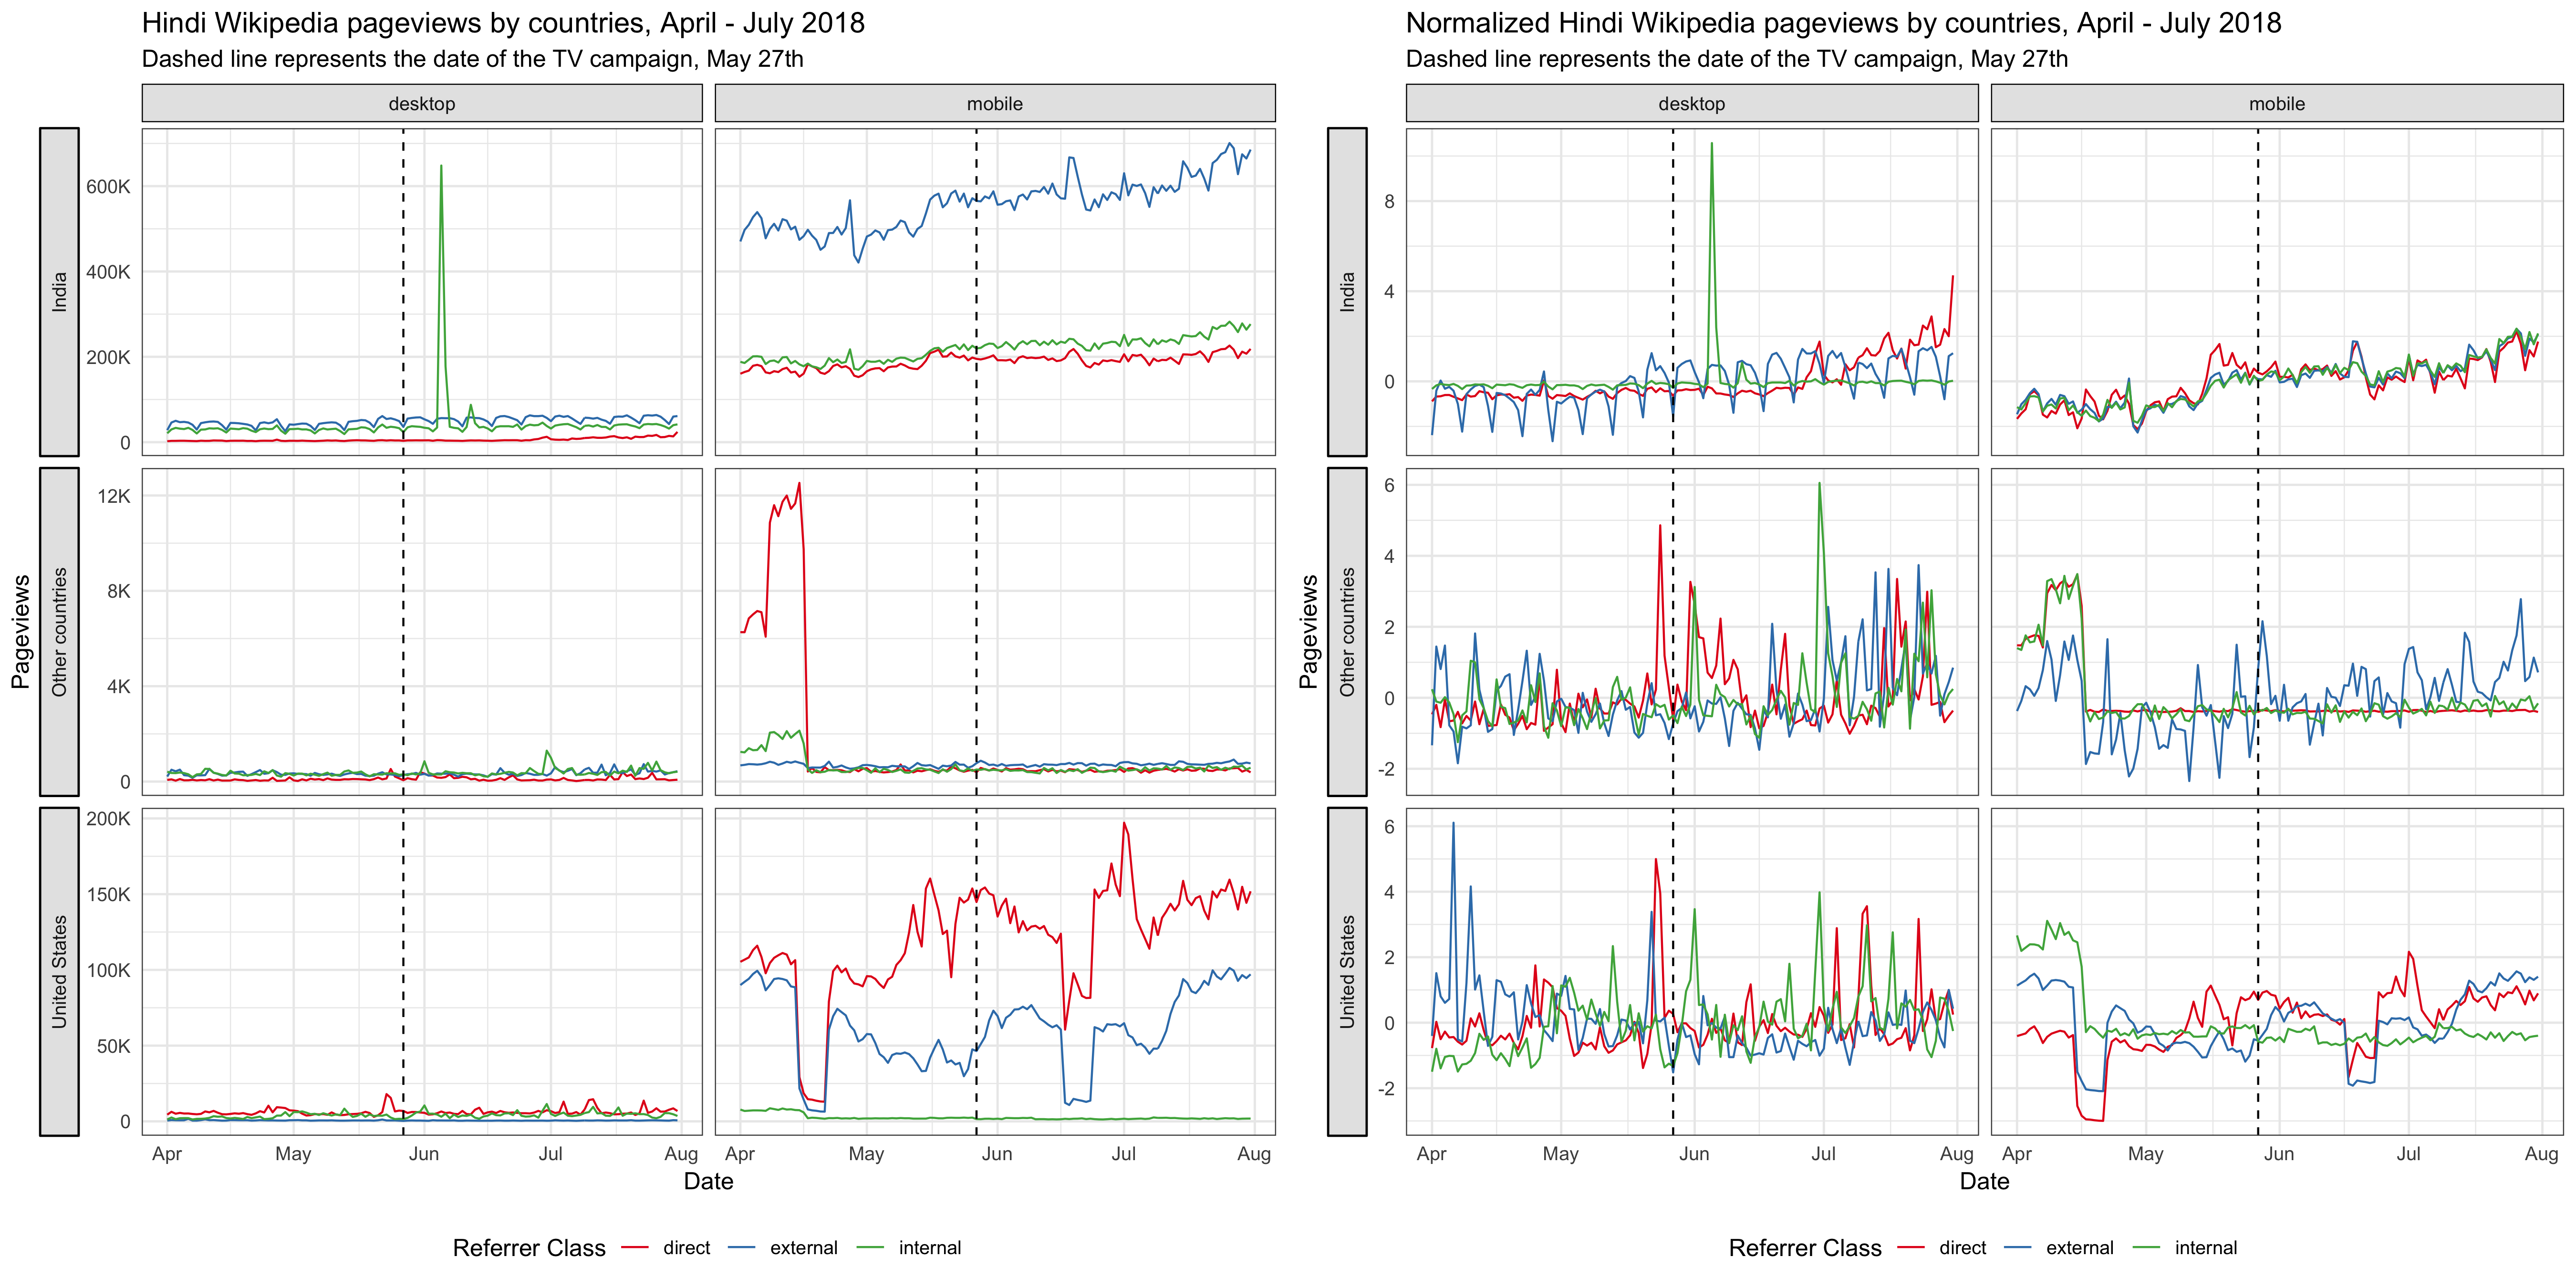 Hindi Wikipedia pageviews by countries, April - July 2018
Dashed line represents the date of the TV campaign, May 27th
desktop
mobile
India
600K
400K
200K
0
Pageviews
Other countries
12K
8K
4K
0
United States
200K
150K
100K
50K
0
Apr
May
Jun
Jul
Aug
Apr
May
Jun
Jul
Aug
Date
Referrer Class
direct
external
internal
Normalized Hindi Wikipedia pageviews by countries, April - July 2018
Dashed line represents the date of the TV campaign, May 27th
desktop
mobile
India
8
4
0
Pageviews
Other countries
6
4
2
0
-2
United States
6
4
2
0
-2
Apr
May
Jun
Jul
Aug
Apr
May
Jun
Jul
Aug
Date
Referrer Class
direct
external
internal